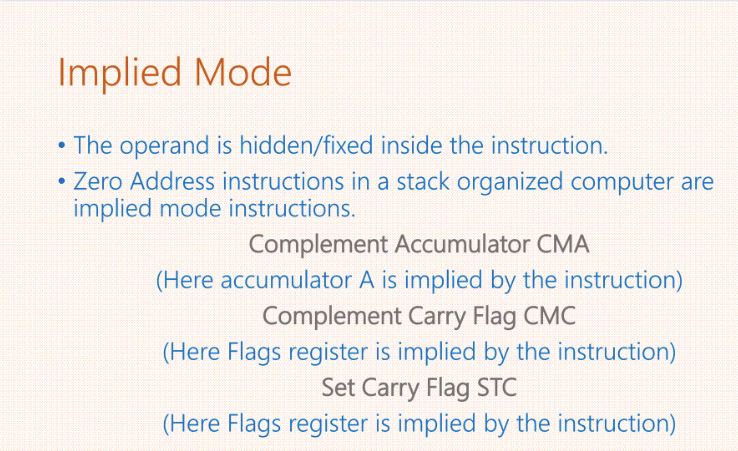 Implied Mode
• The operand is hidden/fixed inside the instruction.
• Zero Address instructions in a stack organized computer are
implied mode instructions.
Complement Accumulator CMA
(Here accumulator A is implied by the instruction)
Complement Carry Flag CMC
(Here Flags register is implied by the instruction)
Set Carry Flag STC
(Here Flags register is implied by the instruction)